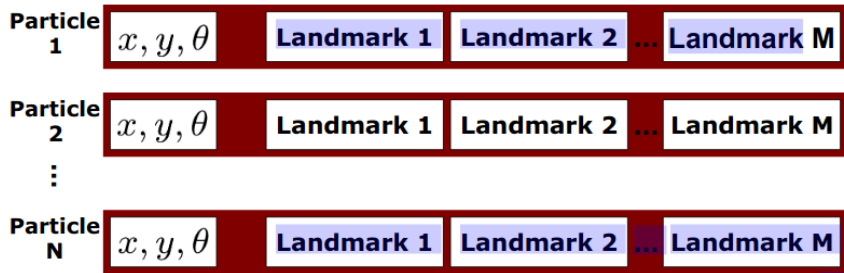 Particle 1 x, y, θ Landmark 1 Landmark 2 ... Landmark M
Particle 2 x, y, θ Landmark 1 Landmark 2 ... Landmark M
⋮
Particle N x, y, θ Landmark 1 Landmark 2 ... Landmark M